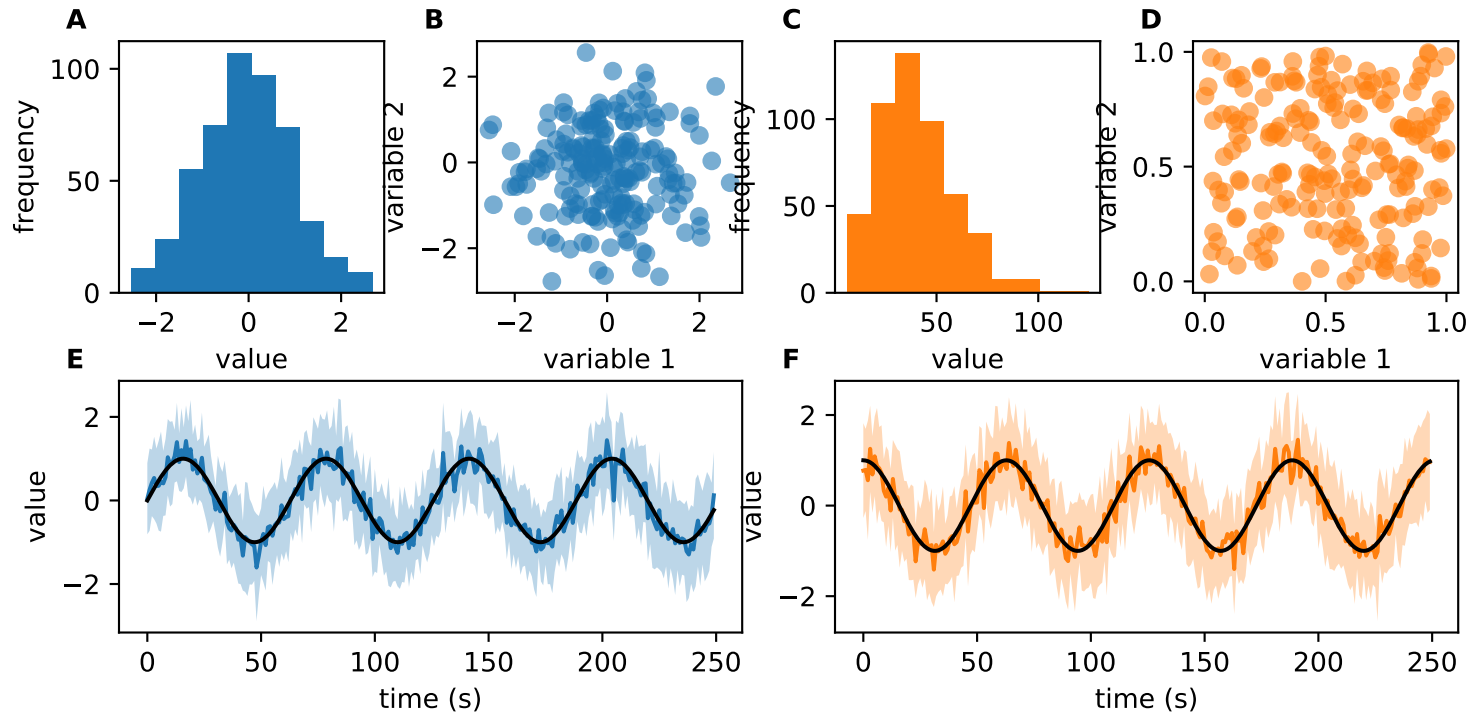 A
frequency
100
50
0
−2 0 2
value
B
variable 2
2
0
−2
−2 0 2
variable 1
C
frequency
100
50
0
50 100
value
D
variable 2
1.0
0.5
0.0
0.0 0.5 1.0
variable 1
E
value
2
0
−2
0 50 100 150 200 250
time (s)
F
value
2
0
−2
0 50 100 150 200 250
time (s)